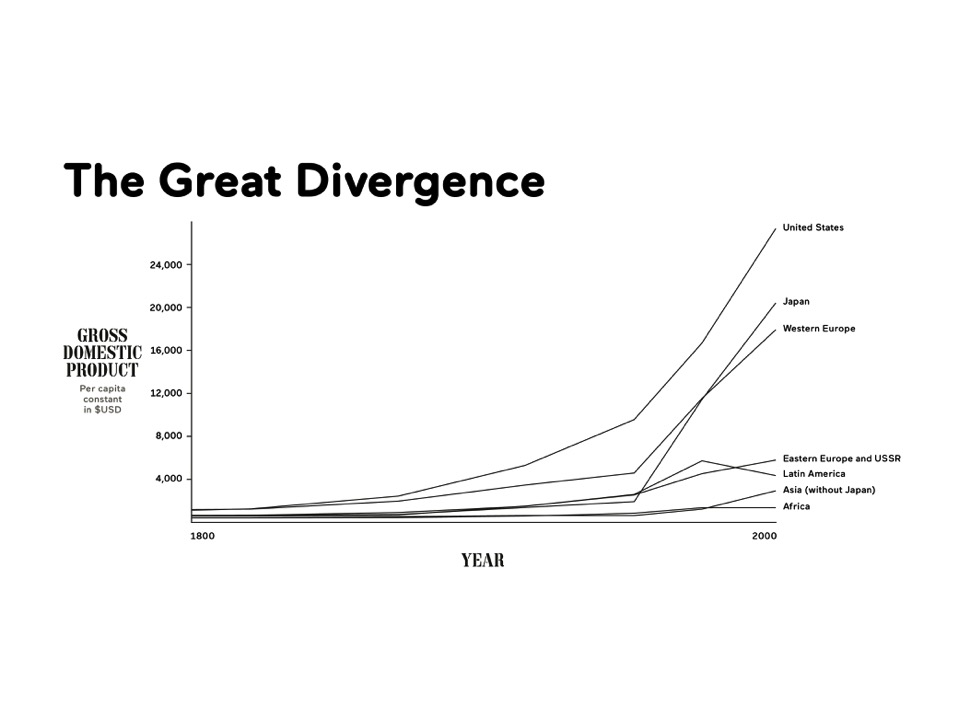 The Great Divergence
GROSS
DOMESTIC
PRODUCT
Per capita
constant
in $USD
24,000
20,000
16,000
12,000
8,000
4,000
United States
Japan
Western Europe
Eastern Europe and USSR
Latin America
Asia (without Japan)
Africa
1800
2000
YEAR